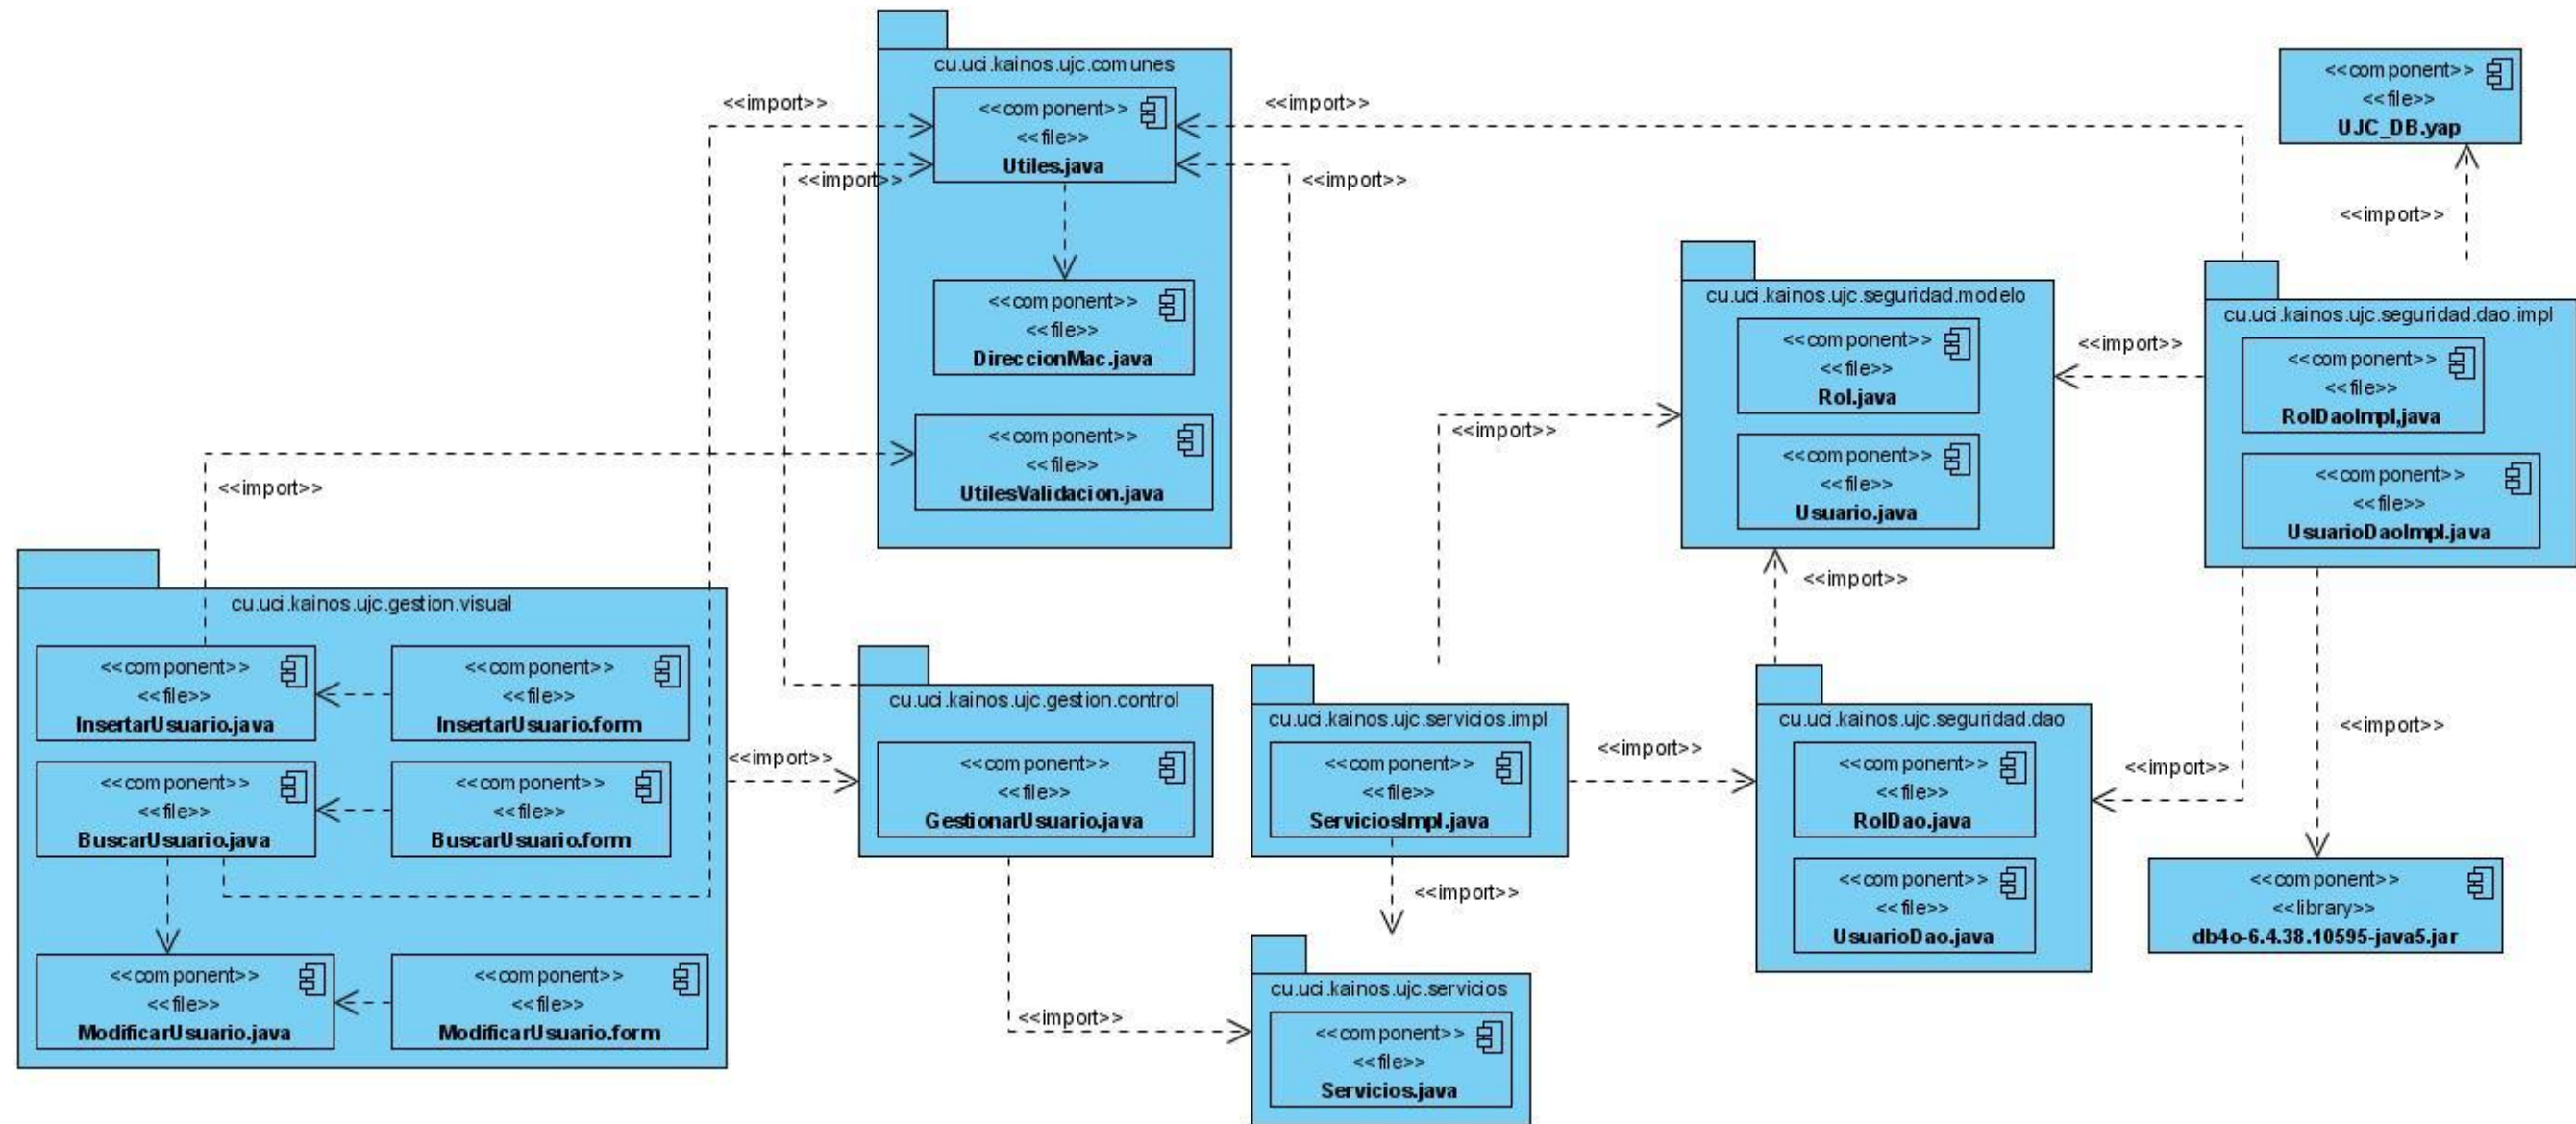 cu.uci.kainos.ujc.comunes
<<component>>
<<file>>
Utiles.java
<<component>>
<<file>>
DireccionMac.java
<<component>>
<<file>>
UtilesValidacion.java
<<import>>
<<import>>
<<import>>
<<import>>
<<import>>
<<component>>
<<file>>
UJC_DB.yap
<<import>>
cu.uci.kainos.ujc.seguridad.modelo
<<component>>
<<file>>
Rol.java
<<component>>
<<file>>
Usuario.java
<<import>>
<<import>>
<<import>>
cu.uci.kainos.ujc.seguridad.dao.impl
<<component>>
<<file>>
RolDaoImpl,java
<<component>>
<<file>>
UsuarioDaoImpl.java
cu.uci.kainos.ujc.gestion.visual
<<component>>
<<file>>
InsertarUsuario.java
<<component>>
<<file>>
InsertarUsuario.form
<<component>>
<<file>>
BuscarUsuario.java
<<component>>
<<file>>
BuscarUsuario.form
<<component>>
<<file>>
ModificarUsuario.java
<<component>>
<<file>>
ModificarUsuario.form
<<import>>
cu.uci.kainos.ujc.gestion.control
<<component>>
<<file>>
GestionarUsuario.java
<<import>>
cu.uci.kainos.ujc.servicios.impl
<<component>>
<<file>>
ServiciosImpl.java
<<import>>
<<import>>
cu.uci.kainos.ujc.servicios
<<component>>
<<file>>
Servicios.java
cu.uci.kainos.ujc.seguridad.dao
<<component>>
<<file>>
RolDao.java
<<component>>
<<file>>
UsuarioDao.java
<<import>>
<<import>>
<<component>>
<<library>>
db4o-6.4.38.10595-java5.jar